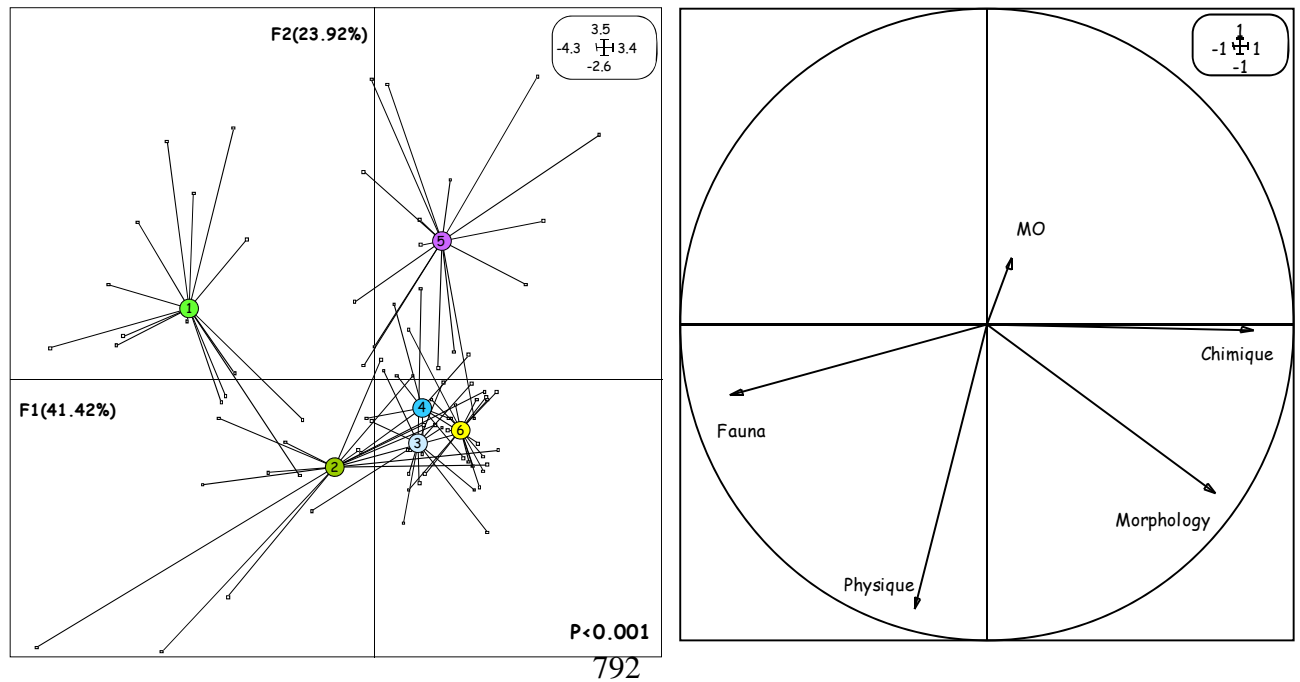 F2(23.92%)
3.5
-4.3 3.4
-2.6
5
1
F1(41.42%)
4
6
3
2
P<0.001
1
-1 1
-1
MO
Chimique
Fauna
Morphology
Physique
792